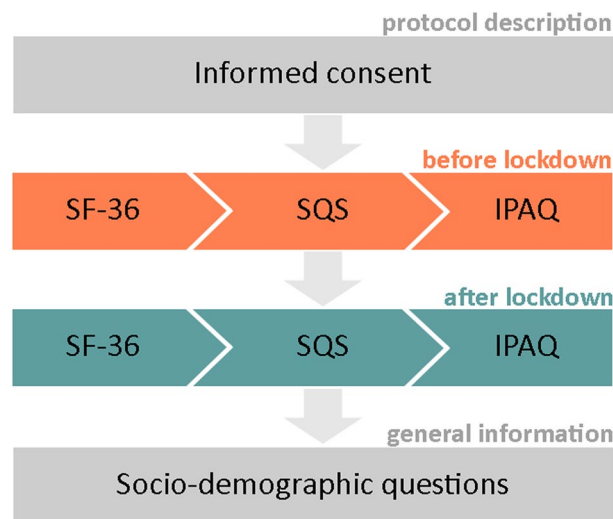 protocol description
Informed consent
before lockdown
SF-36 SQS IPAQ
after lockdown
SF-36 SQS IPAQ
general information
Socio-demographic questions